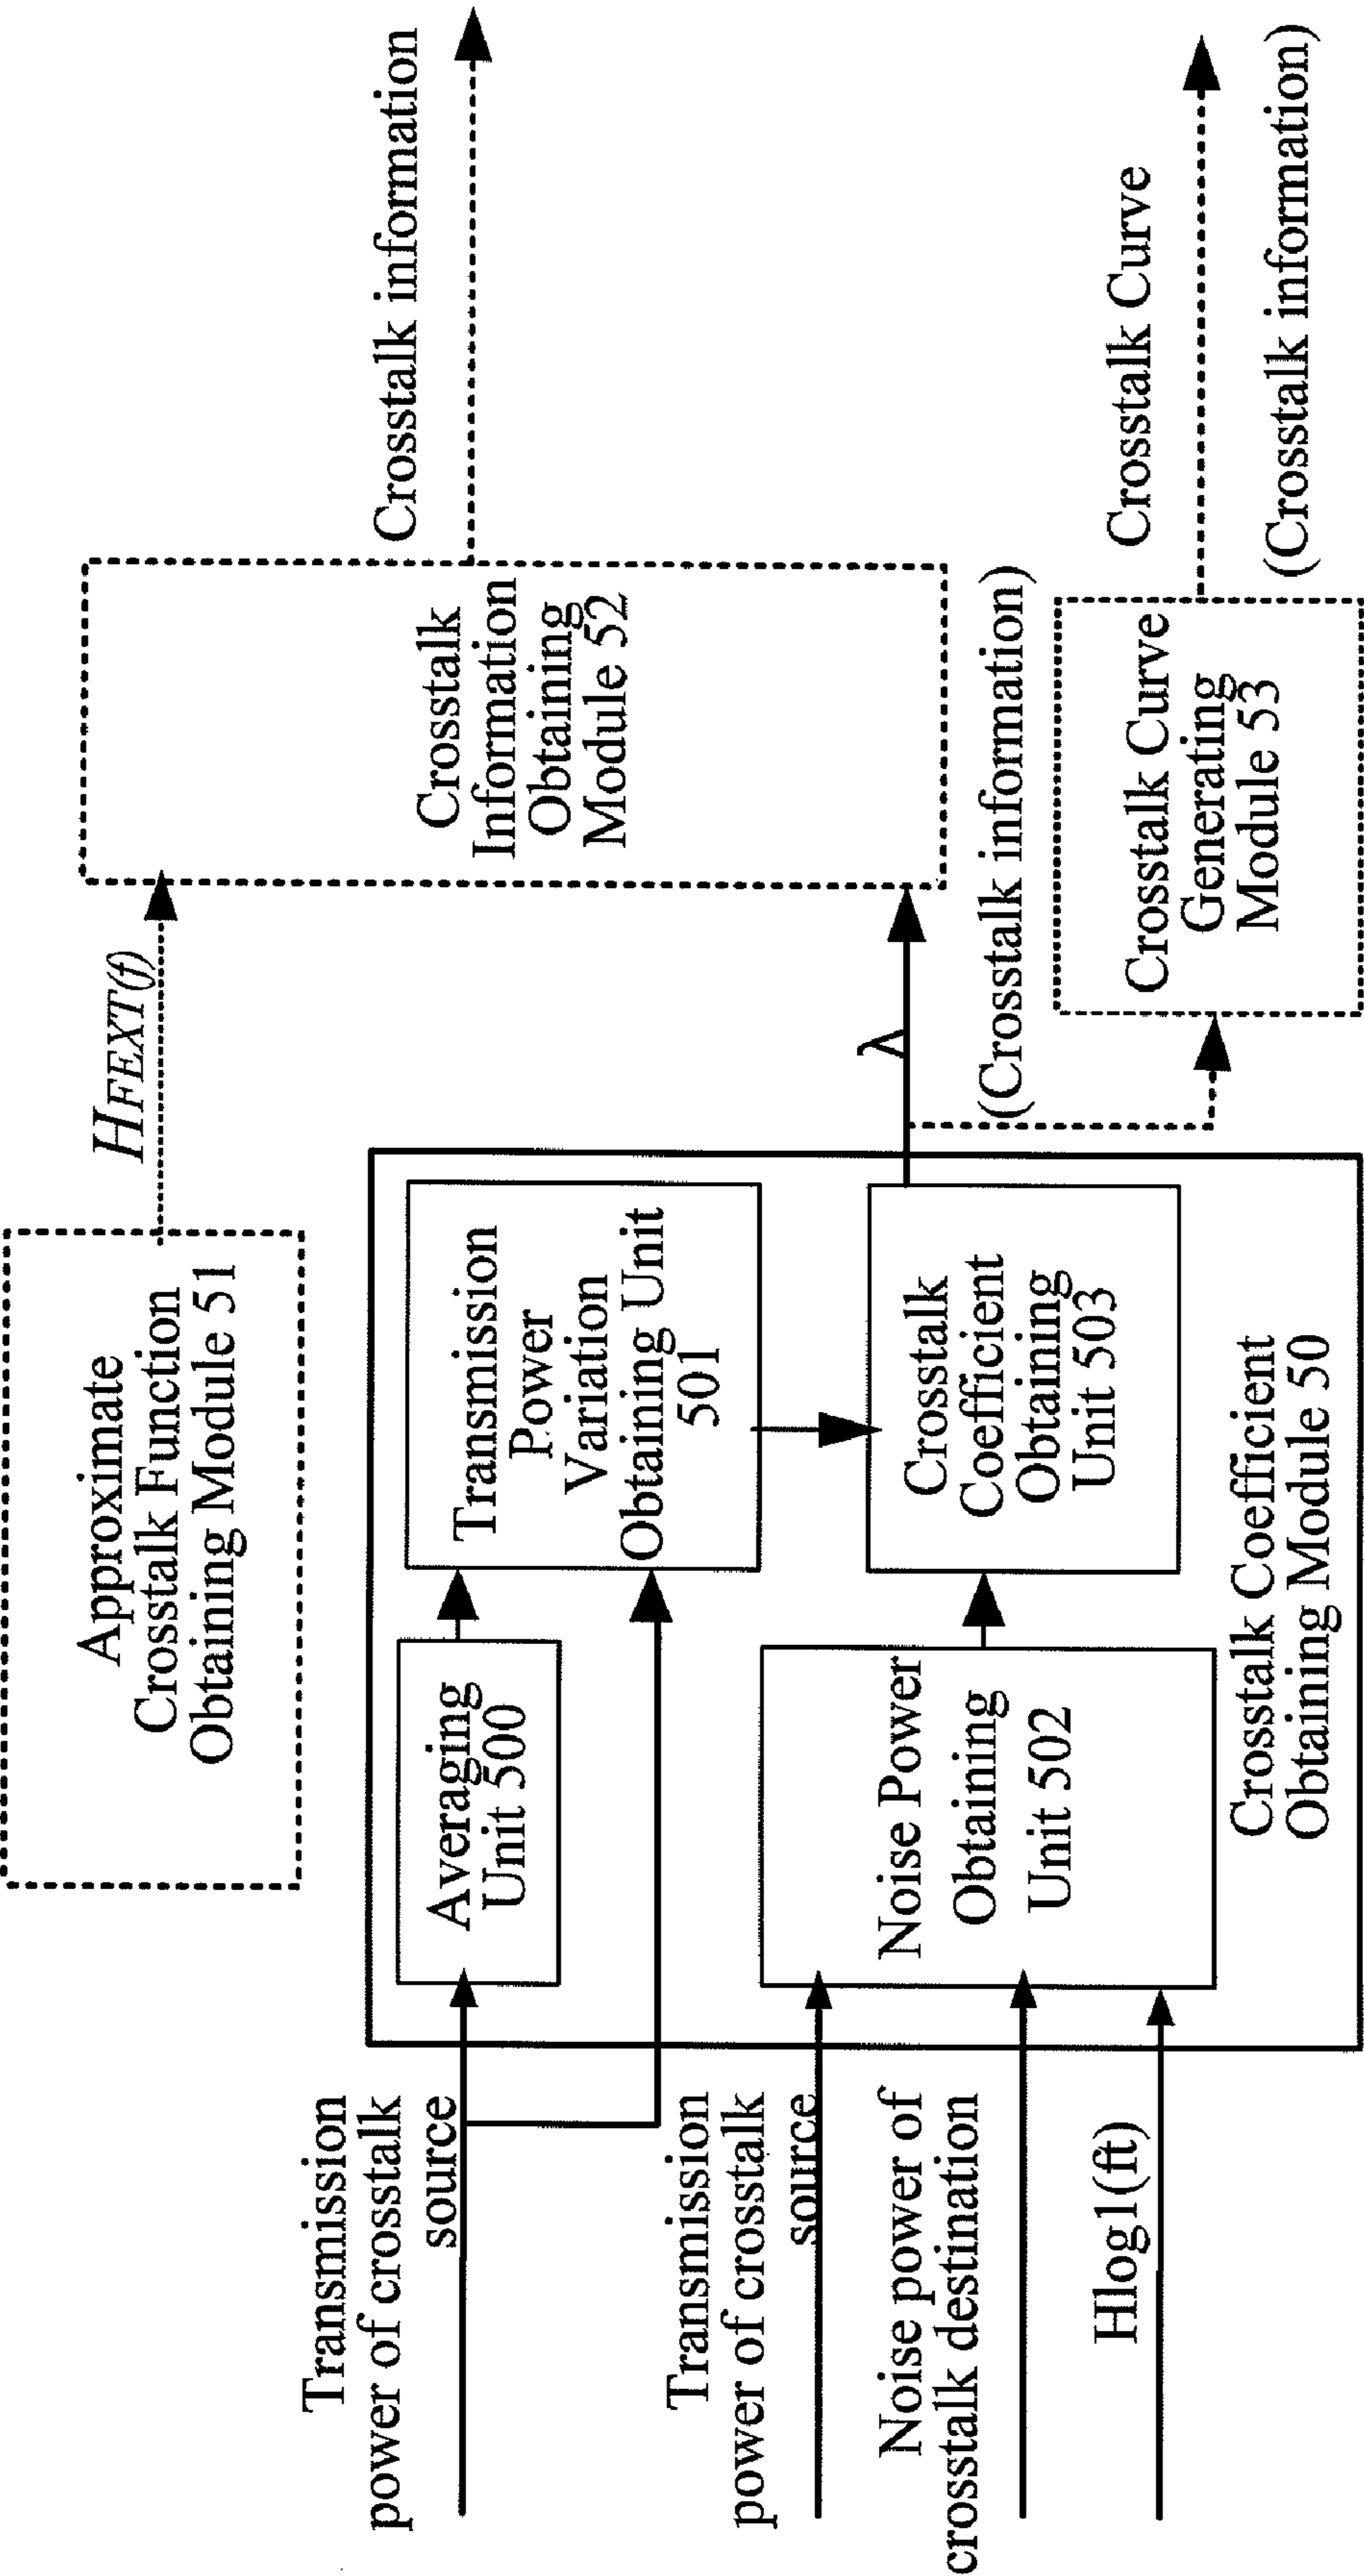 Approximate
Crosstalk Function
Obtaining Module 51
HFEXT(f)
Crosstalk
Information
Obtaining
Module 52
Crosstalk information
Transmission
power of crosstalk
source
Averaging
Unit 500
Transmission
Power
Variation
Obtaining Unit
501
Transmission
power of crosstalk
source
Noise power of
crosstalk destination
Hlog1(ft)
Noise Power
Obtaining
Unit 502
Crosstalk
Coefficient
Obtaining
Unit 503
Crosstalk Coefficient
Obtaining Module 50
λ
(Crosstalk information)
Crosstalk Curve
Generating
Module 53
Crosstalk Curve
(Crosstalk information)